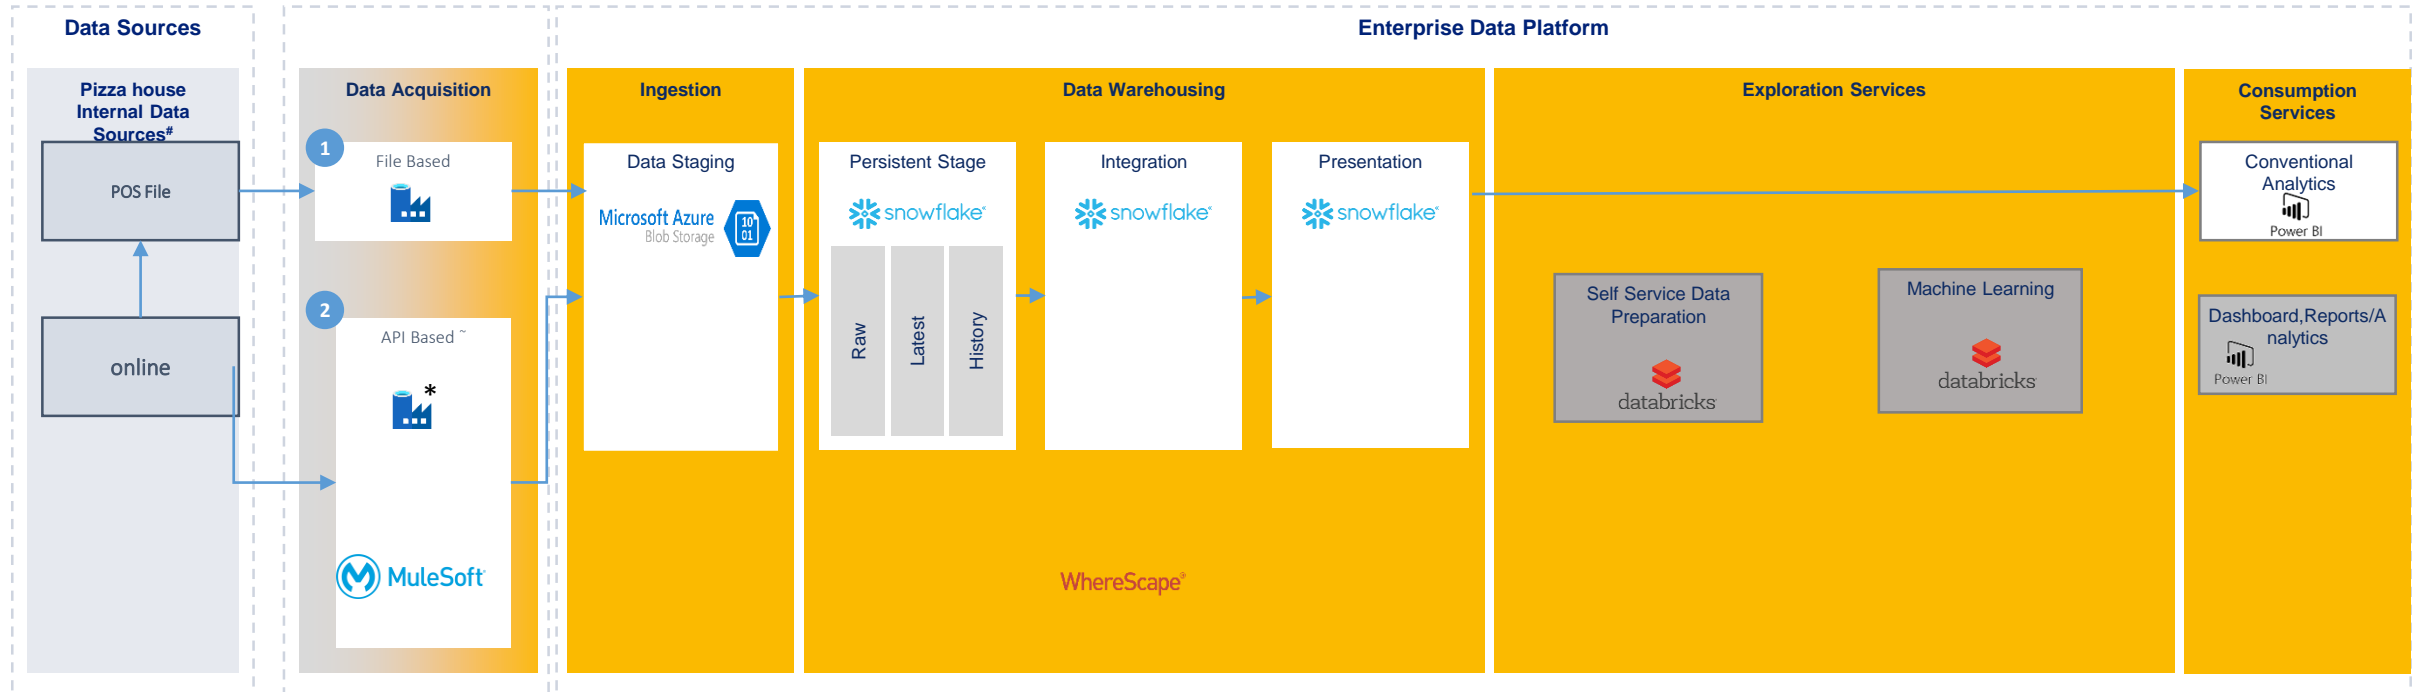 Data Sources
Enterprise Data Platform
Pizza house
Internal Data
Sources#
POS File
online
Data Acquisition
1
File Based
2
API Based ~
*
MuleSoft
Ingestion
Data Staging
Microsoft Azure
Blob Storage
10
01
Data Warehousing
Persistent Stage
snowflake
Raw
Latest
History
Integration
snowflake
Presentation
snowflake
WhereScape®
Exploration Services
Self Service Data
Preparation
databricks
Machine Learning
databricks
Consumption
Services
Conventional
Analytics
Power BI
Dashboard,Reports/A
nalytics
Power BI